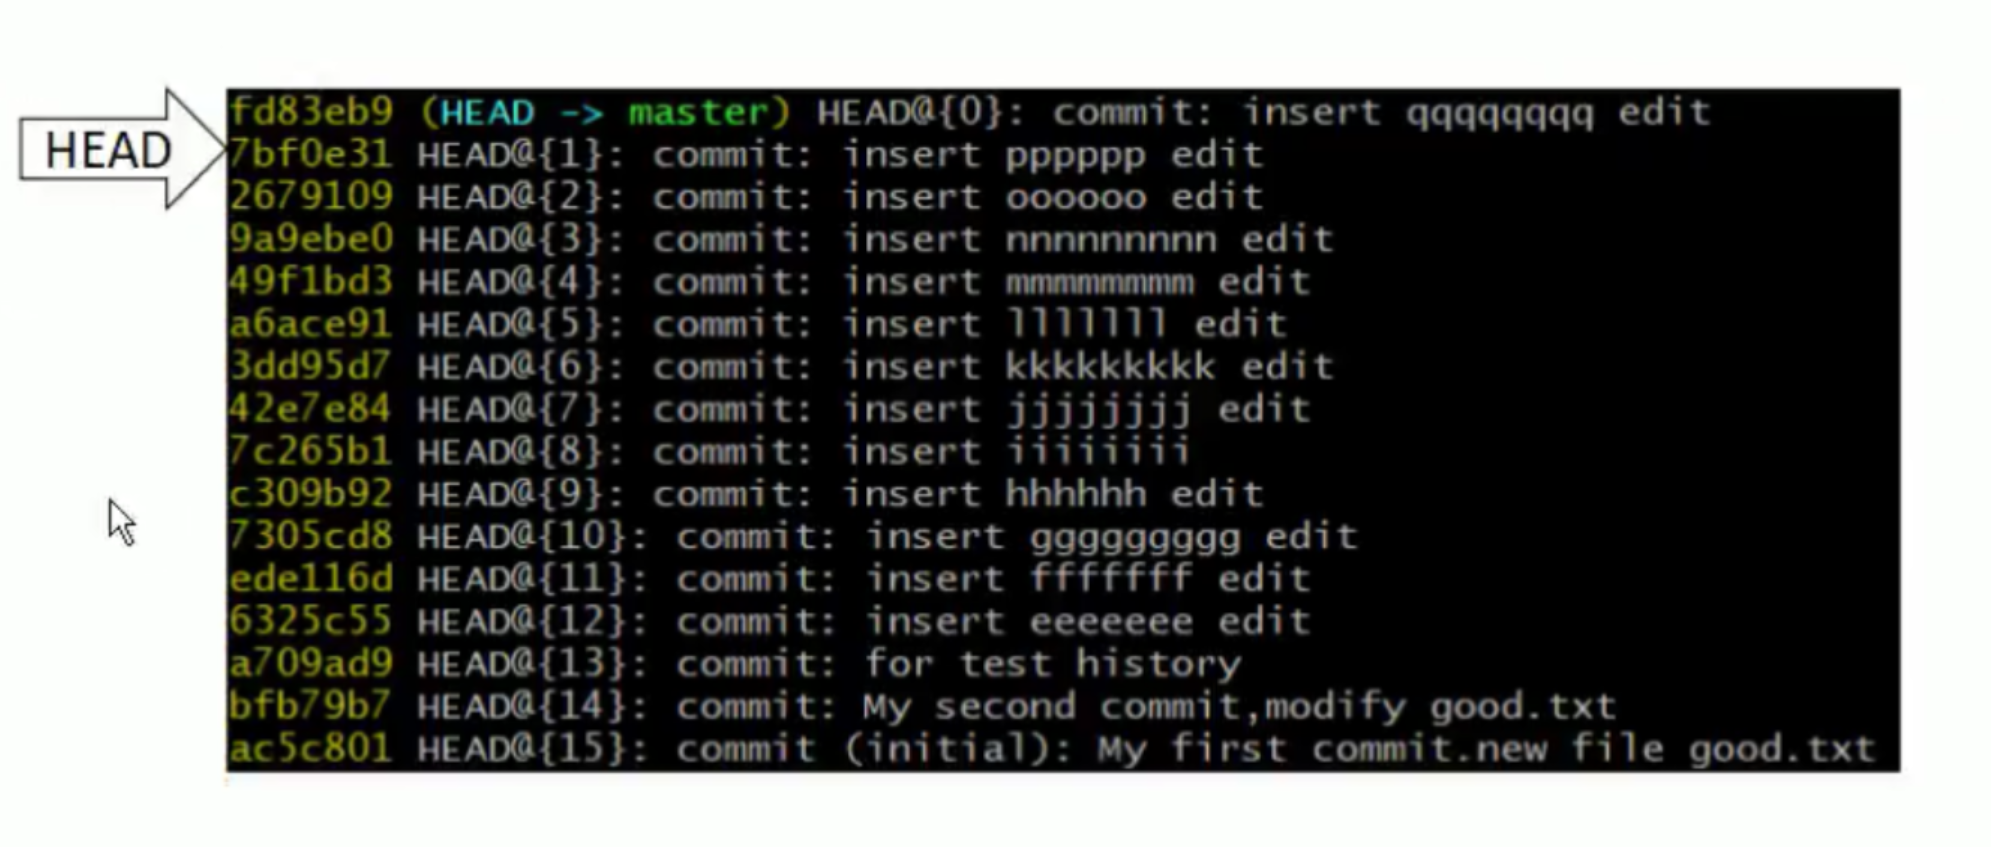 HEAD
fd83eb9 (HEAD -> master) HEAD@{0}: commit: insert qqqqqqqq edit
7bf0e31 HEAD@{1}: commit: insert pppppp edit
2679109 HEAD@{2}: commit: insert oooooo edit
9a9ebe0 HEAD@{3}: commit: insert nnnnnnnnn edit
49f1bd3 HEAD@{4}: commit: insert mmmmmmmm edit
a6ace91 HEAD@{5}: commit: insert lllllll edit
3dd95d7 HEAD@{6}: commit: insert kkkkkkkkk edit
42e7e84 HEAD@{7}: commit: insert jjjjjjjj edit
7c265b1 HEAD@{8}: commit: insert iiiiiiii
c309b92 HEAD@{9}: commit: insert hhhhhh edit
7305cd8 HEAD@{10}: commit: insert ggggggggg edit
ede116d HEAD@{11}: commit: insert fffffff edit
6325c55 HEAD@{12}: commit: insert eeeeeee edit
a709ad9 HEAD@{13}: commit: for test history
bfb79b7 HEAD@{14}: commit: My second commit,modify good.txt
ac5c801 HEAD@{15}: commit (initial): My first commit.new file good.txt